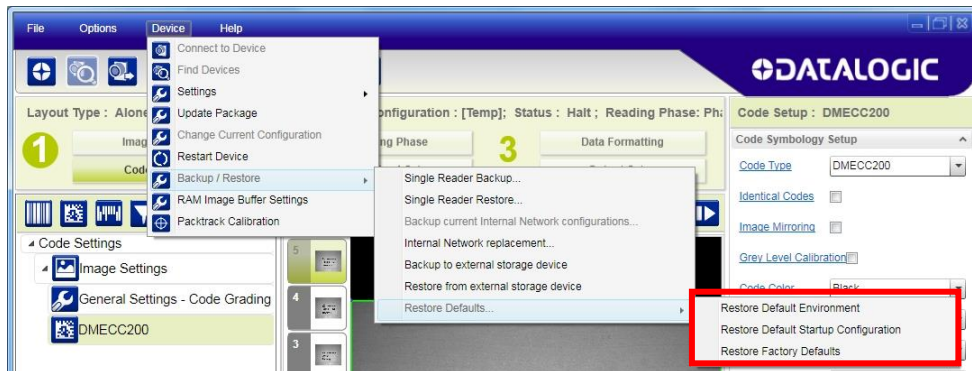 File Options Device Help
DATALOGIC
Connect to Device
Find Devices
Settings
Update Package
Change Current Configuration
Restart Device
Backup / Restore
RAM Image Buffer Settings
Packtrack Calibration
Layout Type : Alone
onfiguration : [Temp]; Status : Halt ; Reading Phase: Pha
1
Imag
ng Phase
3
Data Formatting
Code
Single Reader Backup...
Single Reader Restore...
Backup current Internal Network configurations...
Internal Network replacement...
Backup to external storage device
Restore from external storage device
Restore Defaults...
Restore Default Environment
Restore Default Startup Configuration
Restore Factory Defaults
Code Settings
Image Settings
General Settings - Code Grading
DMECC200
5
4
3
Code Setup : DMECC200
Code Symbology Setup
Code Type DMECC200
Identical Codes
Image Mirroring
Grey Level Calibration
Code Color Black